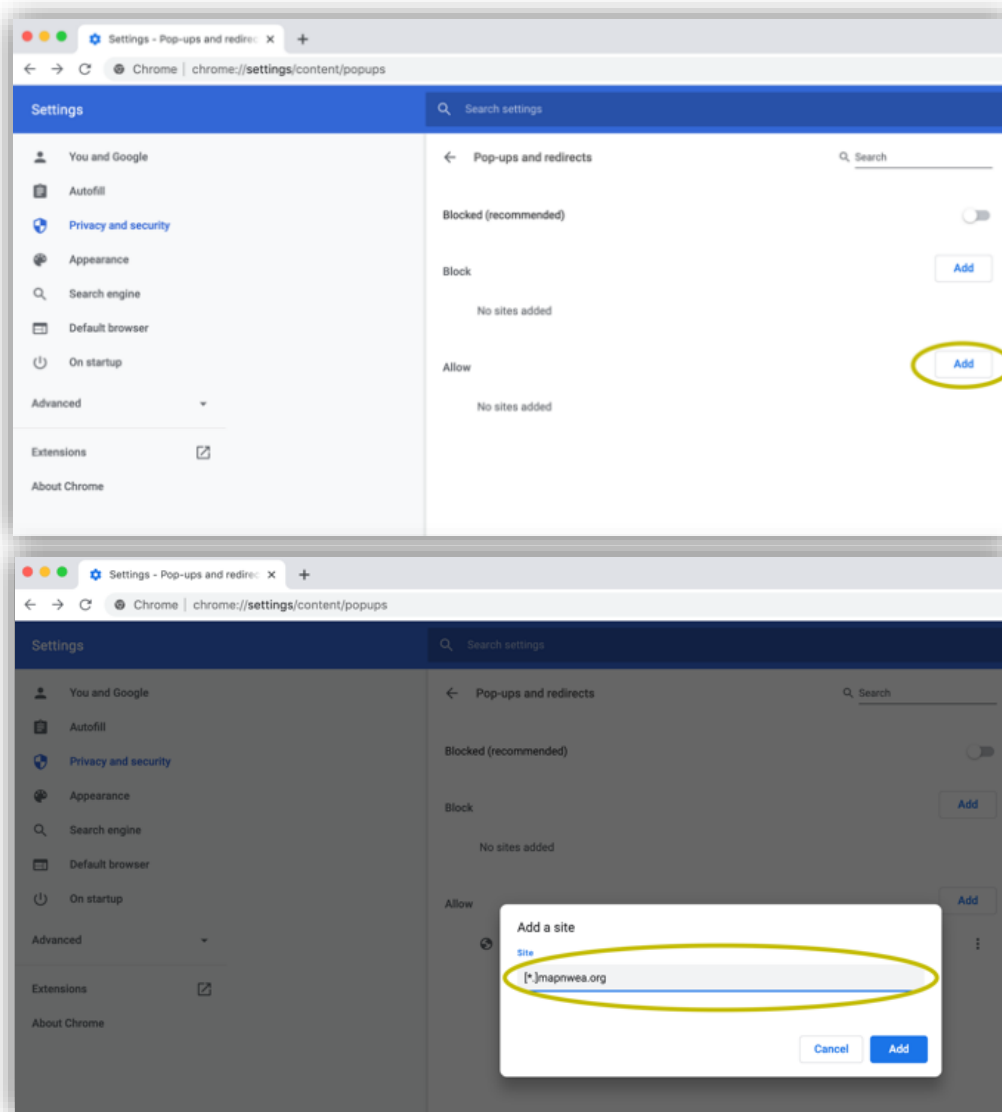 Settings - Pop-ups and redirec
Chrome | chrome://settings/content/popups
Settings
Search settings
You and Google
Autofill
Privacy and security
Appearance
Search engine
Default browser
On startup
Advanced
Extensions
About Chrome
Pop-ups and redirects
Search
Blocked (recommended)
Block
Add
No sites added
Allow
Add
No sites added
Settings - Pop-ups and redirec
Chrome | chrome://settings/content/popups
Settings
Search settings
You and Google
Autofill
Privacy and security
Appearance
Search engine
Default browser
On startup
Advanced
Extensions
About Chrome
Pop-ups and redirects
Search
Blocked (recommended)
Block
Add
No sites added
Allow
Add
Add a site
Site
[*.]mapnwea.org
Cancel
Add